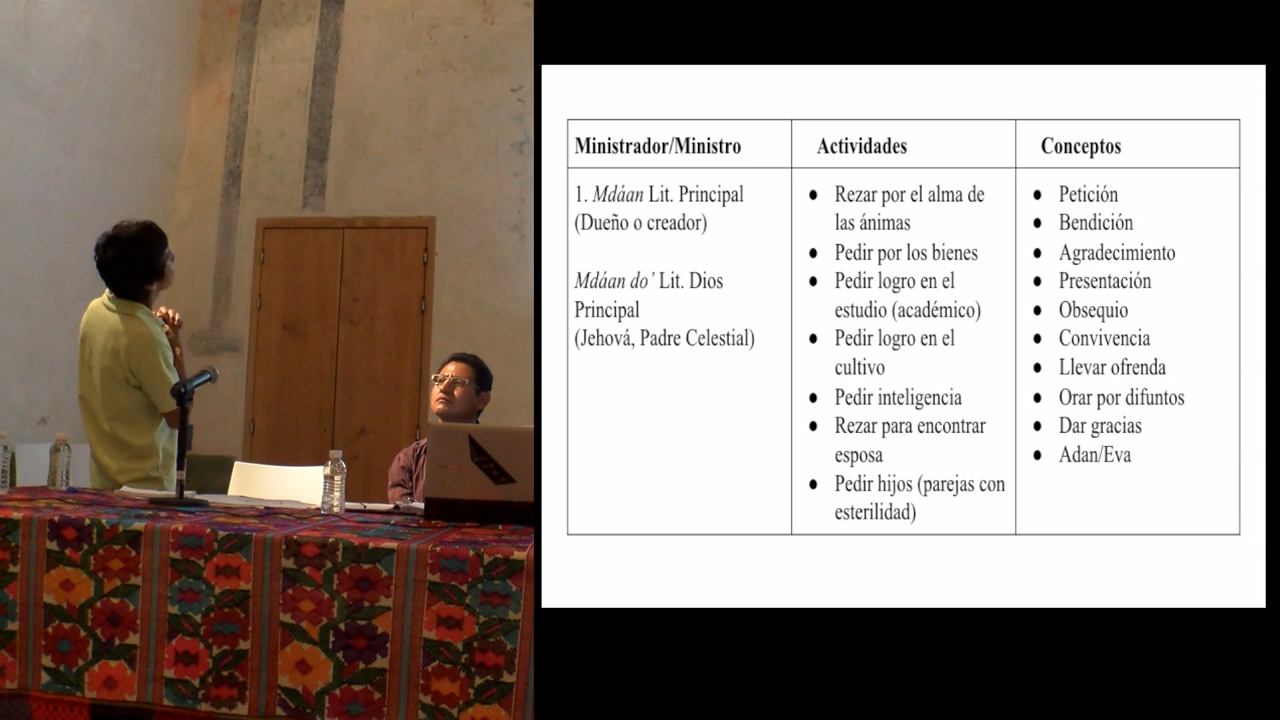 Ministrador/Ministro
Actividades
Conceptos
1. Mdáan Lit. Principal
(Dueño o creador)
Mdáan do’ Lit. Dios
Principal
(Jehová, Padre Celestial)
● Rezar por el alma de
las ánimas
● Pedir por los bienes
● Pedir logro en el
estudio (académico)
● Pedir logro en el
cultivo
● Pedir inteligencia
● Rezar para encontrar
esposa
● Pedir hijos (parejas con
esterilidad)
● Petición
● Bendición
● Agradecimiento
● Presentación
● Obsequio
● Convivencia
● Llevar ofrenda
● Orar por difuntos
● Dar gracias
● Adan/Eva